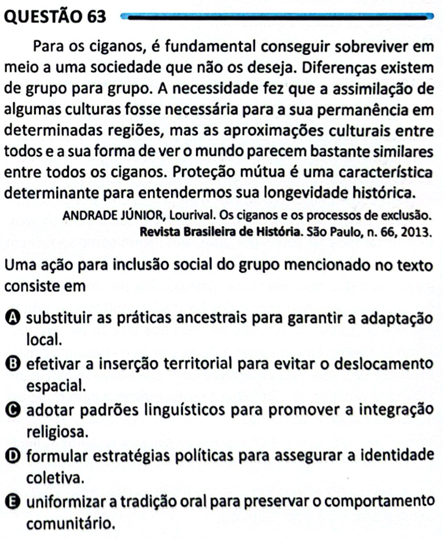 QUESTÃO 63
Para os ciganos, é fundamental conseguir sobreviver em
meio a uma sociedade que não os deseja. Diferenças existem
de grupo para grupo. A necessidade fez que a assimilação de
algumas culturas fosse necessária para a sua permanência em
determinadas regiões, mas as aproximações culturais entre
todos e a sua forma de ver o mundo parecem bastante similares
entre todos os ciganos. Proteção mútua é uma característica
determinante para entendermos sua longevidade histórica.
ANDRADE JÚNIOR, Lourival. Os ciganos e os processos de exclusão.
Revista Brasileira de História. São Paulo, n. 66, 2013.
Uma ação para inclusão social do grupo mencionado no texto
consiste em
A substituir as práticas ancestrais para garantir a adaptação
local.
B efetivar a inserção territorial para evitar o deslocamento
espacial.
C adotar padrões linguísticos para promover a integração
religiosa.
D formular estratégias políticas para assegurar a identidade
coletiva.
E uniformizar a tradição oral para preservar o comportamento
comunitário.